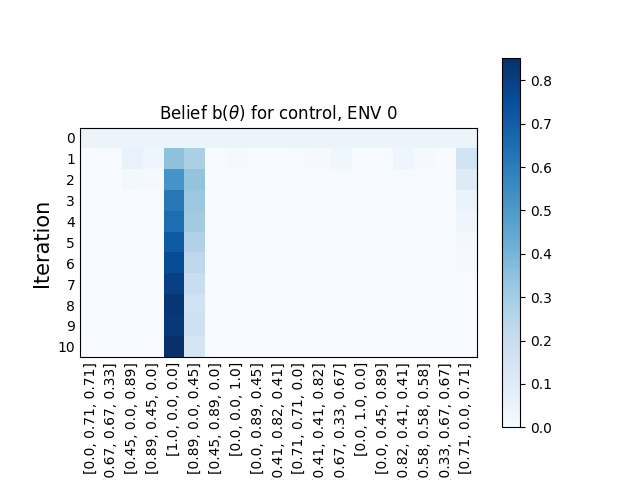 Belief b(θ) for control, ENV 0
Iteration
0
1
2
3
4
5
6
7
8
9
10
[0.0, 0.71, 0.71]
0.67, 0.67, 0.33]
[0.45, 0.0, 0.89]
[0.89, 0.45, 0.0]
[1.0, 0.0, 0.0]
[0.89, 0.0, 0.45]
[0.45, 0.89, 0.0]
[0.0, 0.0, 1.0]
[0.0, 0.89, 0.45]
0.41, 0.82, 0.41]
[0.71, 0.71, 0.0]
0.41, 0.41, 0.82]
0.67, 0.33, 0.67]
[0.0, 1.0, 0.0]
[0.0, 0.45, 0.89]
0.82, 0.41, 0.41]
0.58, 0.58, 0.58]
0.33, 0.67, 0.67]
[0.71, 0.0, 0.71]
0.8
0.7
0.6
0.5
0.4
0.3
0.2
0.1
0.0